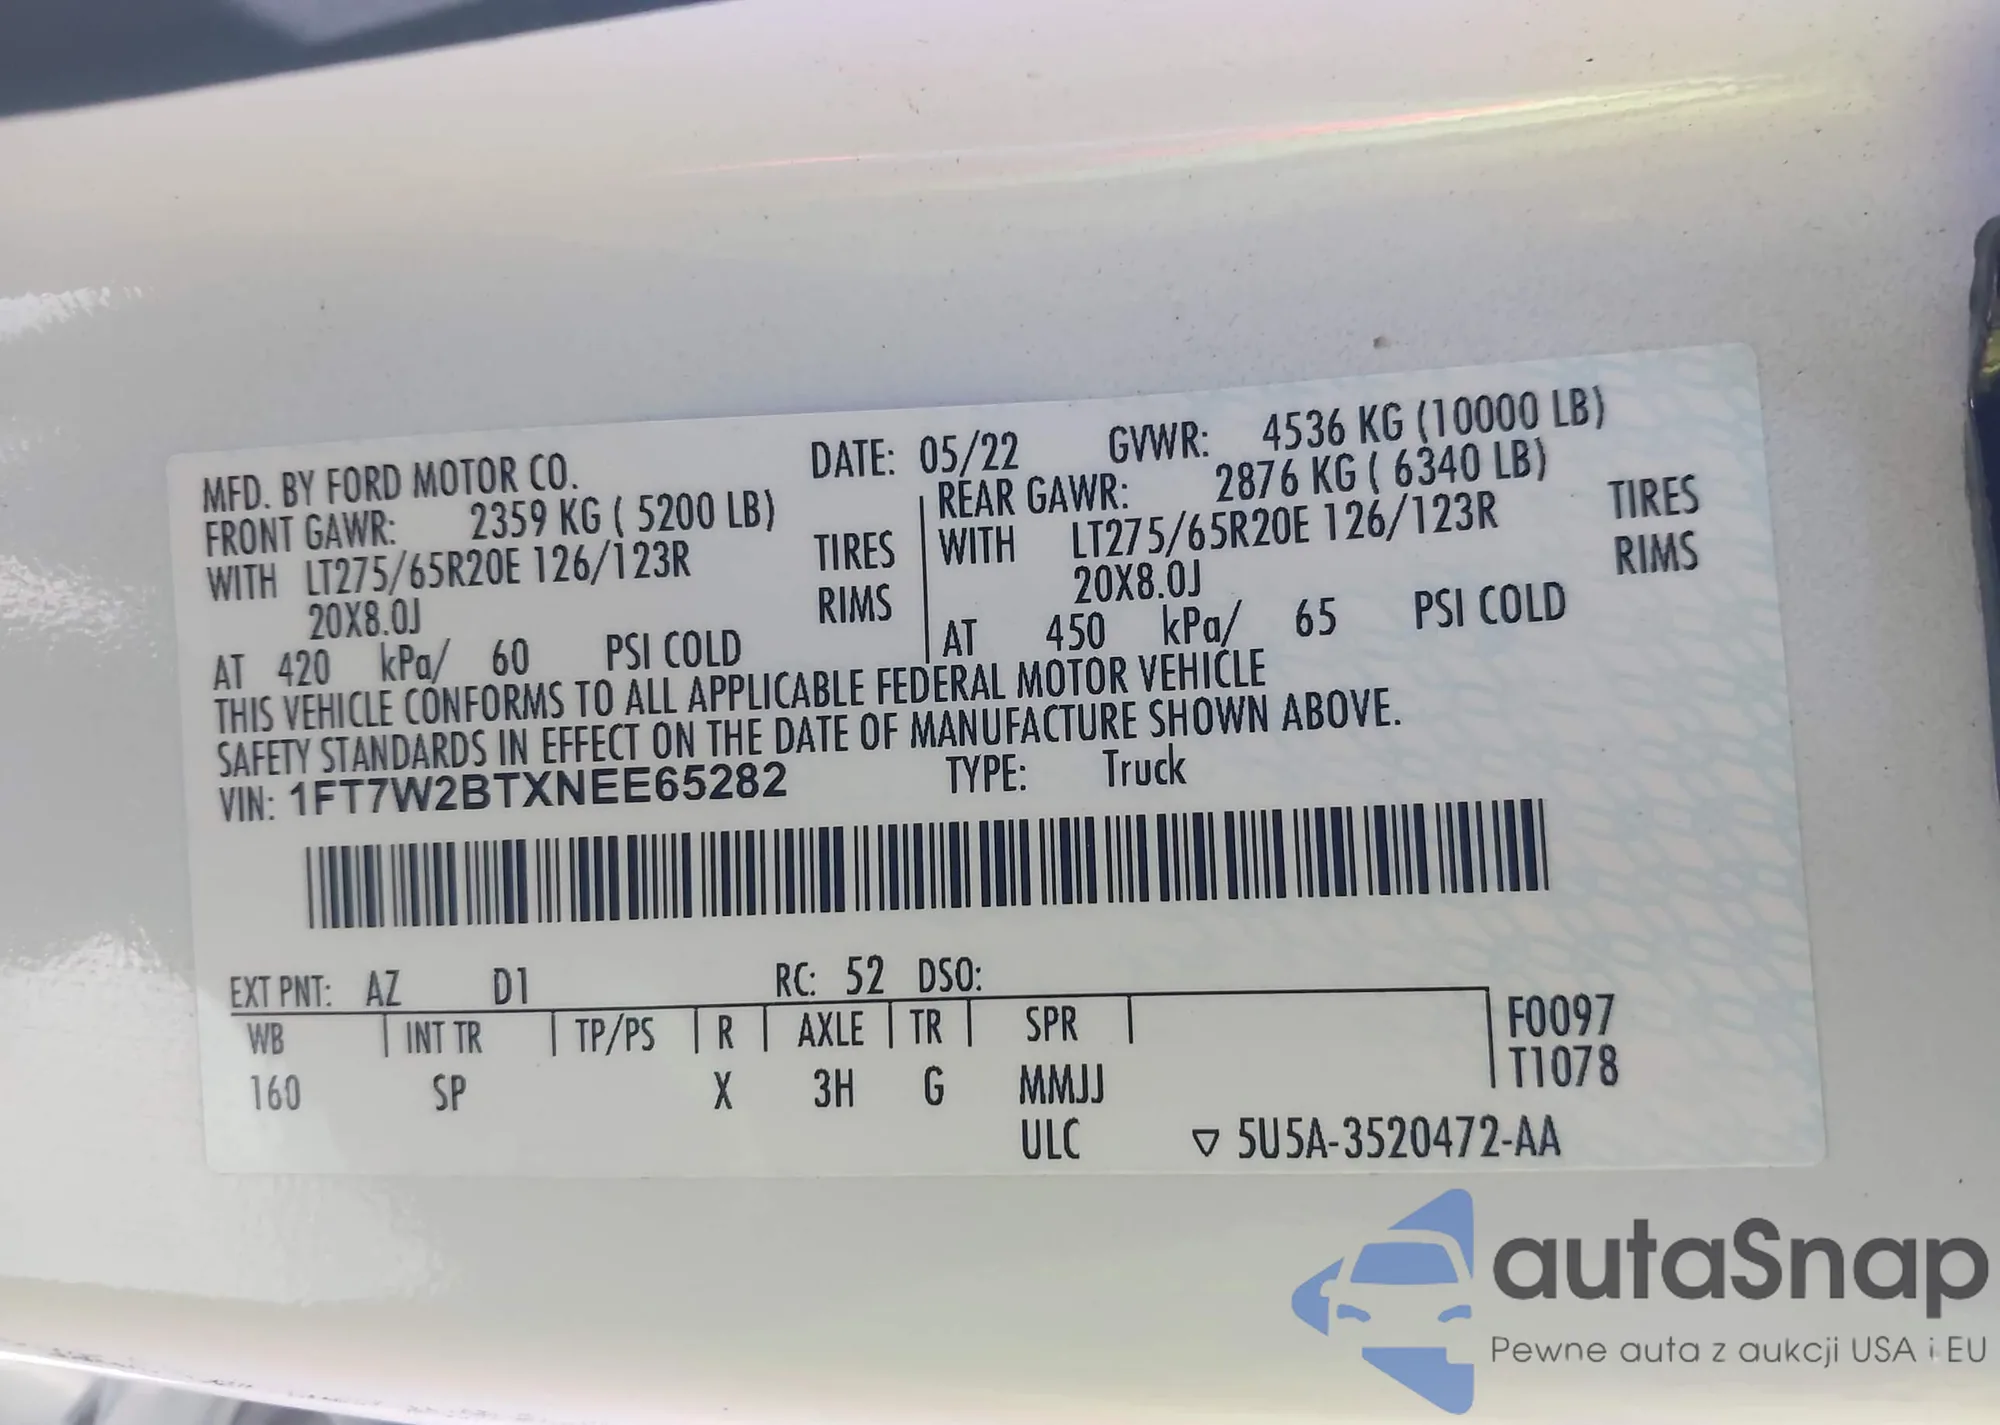 MFD. BY FORD MOTOR CO. DATE: 05/22 GVWR: 4536 KG (10000 LB)
FRONT GAWR: 2359 KG ( 5200 LB) REAR GAWR: 2876 KG ( 6340 LB)
WITH LT275/65R20E 126/123R TIRES WITH LT275/65R20E 126/123R TIRES
20X8.0J RIMS 20X8.0J RIMS
AT 420 kPa/ 60 PSI COLD AT 450 kPa/ 65 PSI COLD
THIS VEHICLE CONFORMS TO ALL APPLICABLE FEDERAL MOTOR VEHICLE
SAFETY STANDARDS IN EFFECT ON THE DATE OF MANUFACTURE SHOWN ABOVE.
VIN: 1FT7W2BTXNEE65282 TYPE: Truck
EXT PNT: AZ D1 RC: 52 DSO:
WB INT TR TP/PS R AXLE TR SPR F0097
160 SP X 3H G MMJJ T1078
ULC ▽ 5U5A-3520472-AA
autaSnap
Pewne auta z aukcji USA i EU